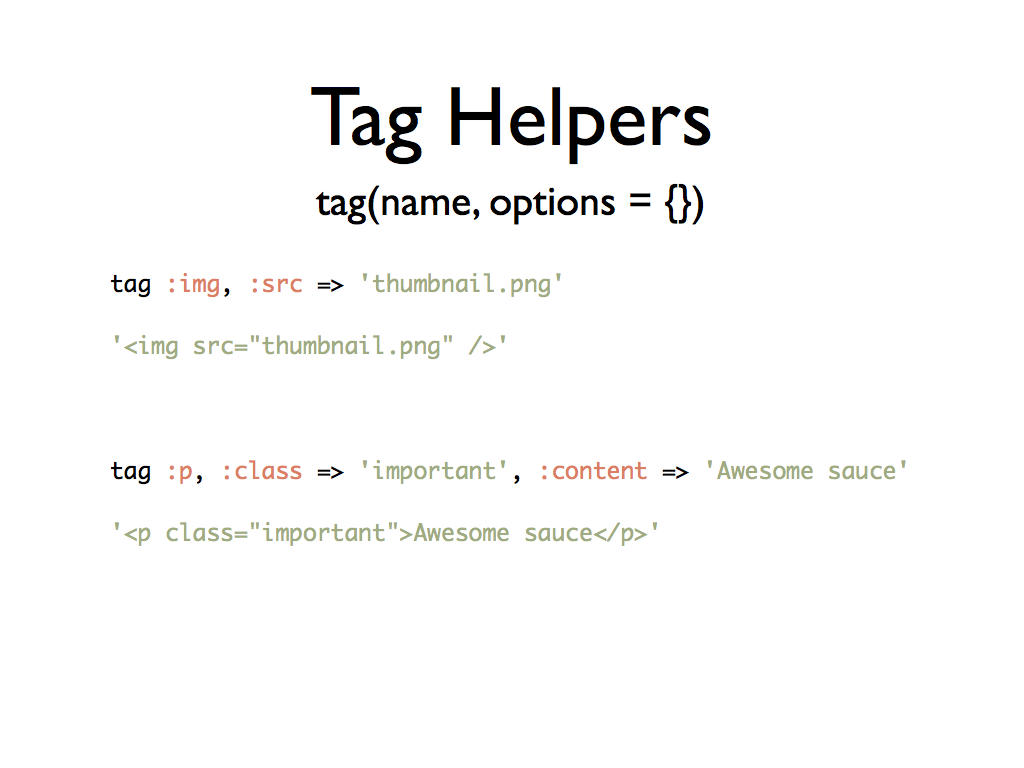 Tag Helpers
tag(name, options = {})
tag :img, :src => 'thumbnail.png'
'<img src="thumbnail.png" />'
tag :p, :class => 'important', :content => 'Awesome sauce'
'<p class="important">Awesome sauce</p>'